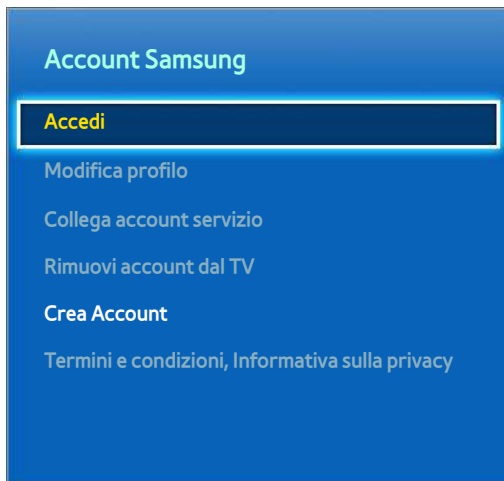 Account Samsung
Accedi
Modifica profilo
Collega account servizio
Rimuovi account dal TV
Crea Account
Termini e condizioni, Informativa sulla privacy